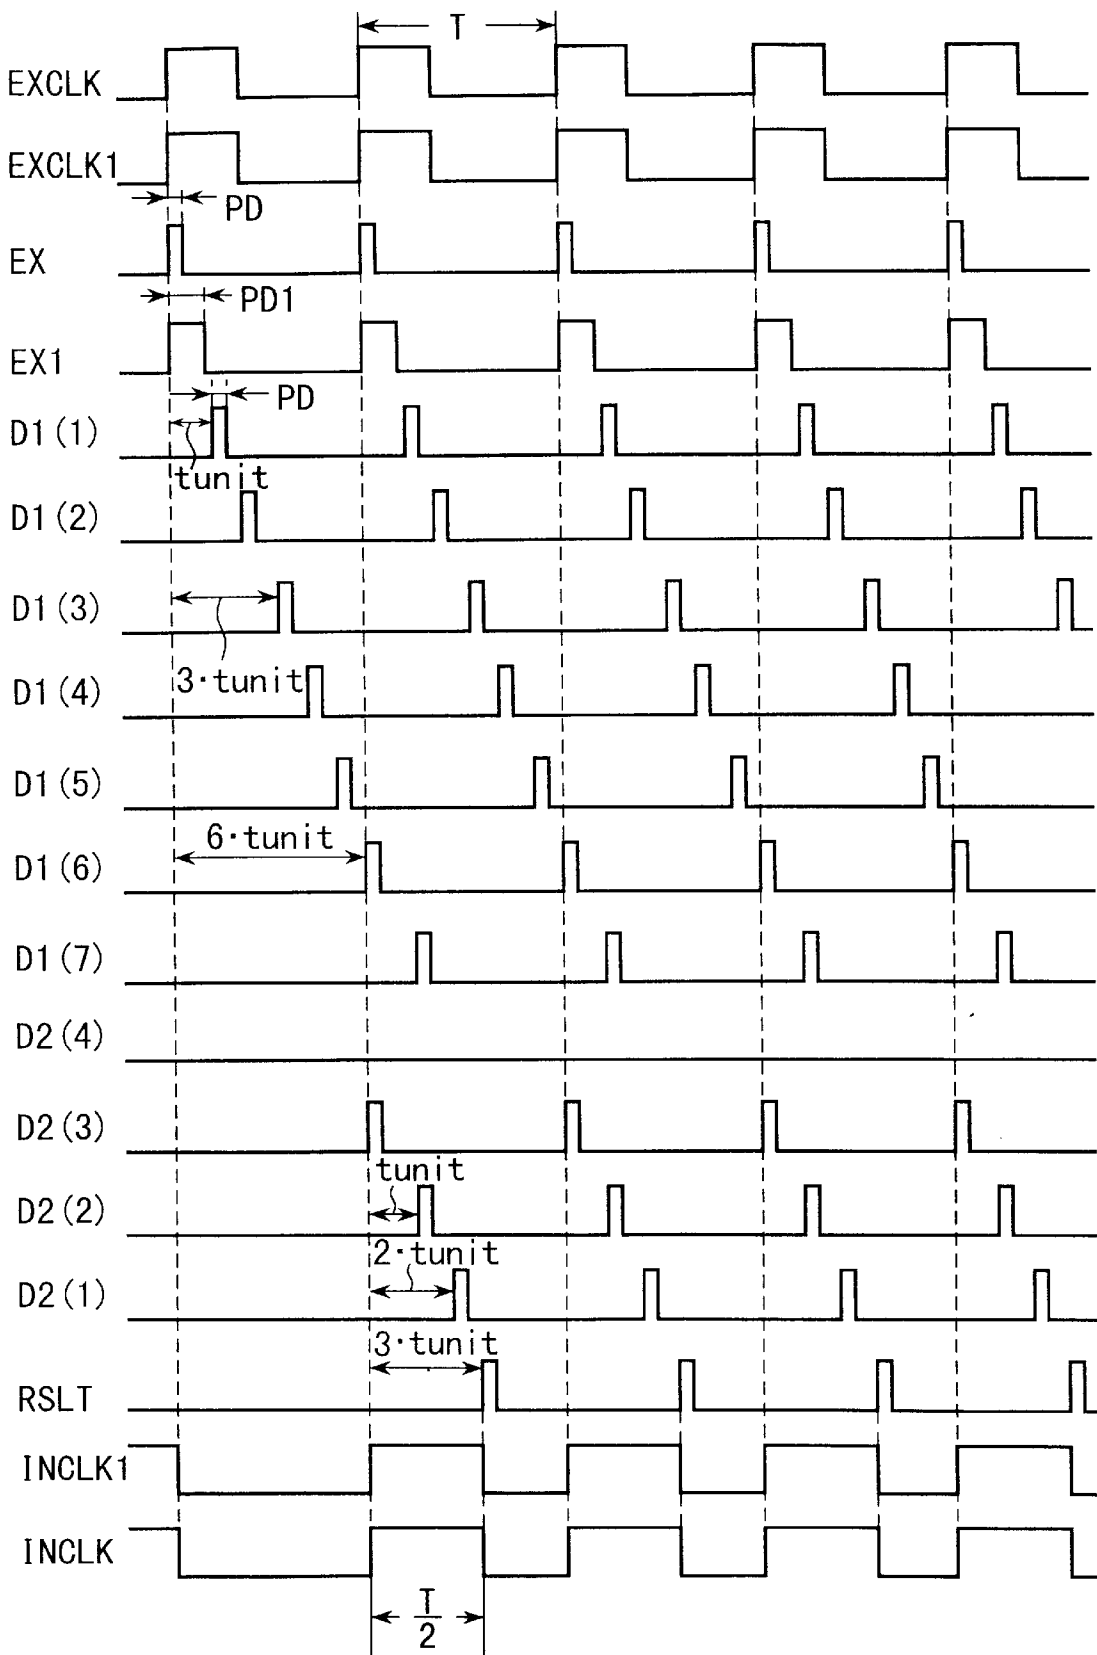 T
EXCLK
EXCLK1
PD
EX
PD1
EX1
PD
D1(1)
tunit
D1(2)
D1(3)
3·tunit
D1(4)
D1(5)
6·tunit
D1(6)
D1(7)
D2(4)
D2(3)
tunit
D2(2)
2·tunit
D2(1)
3·tunit
RSLT
INCLK1
INCLK
T
2